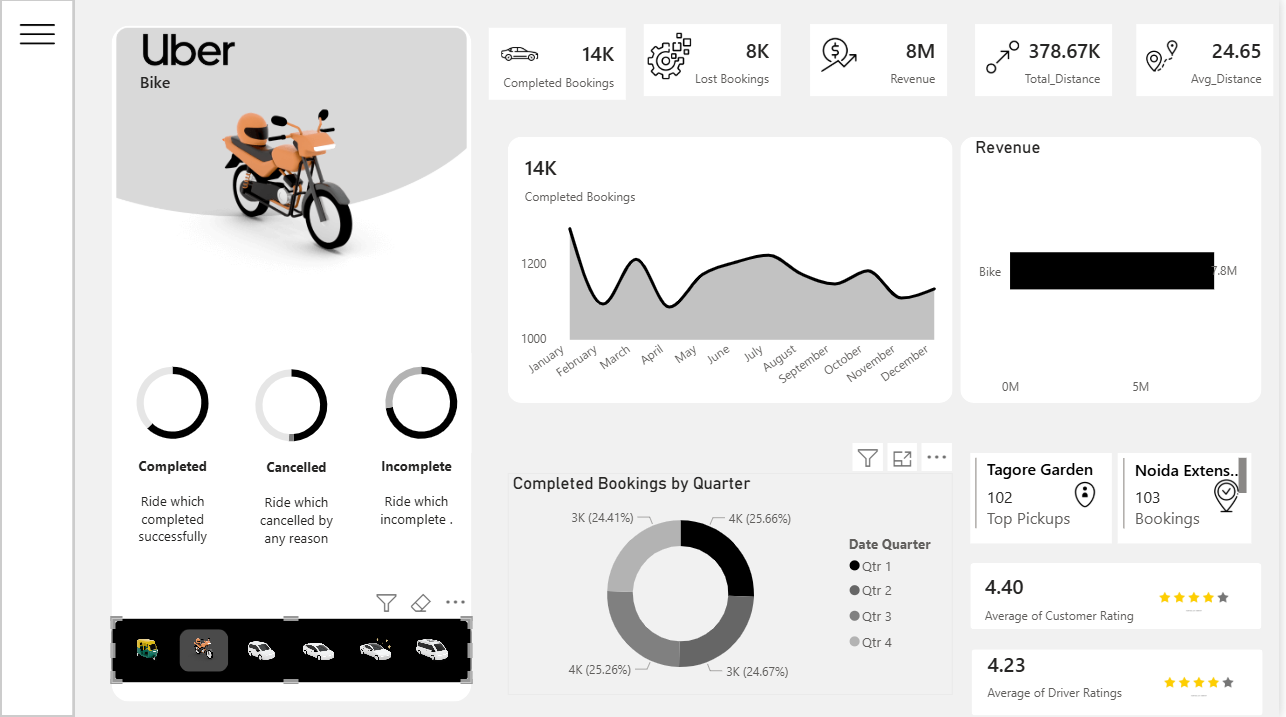 Uber
Bike
14K
Completed Bookings
8K
Lost Bookings
8M
Revenue
378.67K
Total_Distance
24.65
Avg_Distance
14K
Completed Bookings
1200
1000
January
February
March
April
May
June
July
August
September
October
November
December
Revenue
Bike
7.8M
0M
5M
Completed
Ride which
completed
successfully
Cancelled
Ride which
cancelled by
any reason
Incomplete
Ride which
incomplete .
Completed Bookings by Quarter
3K (24.41%)
4K (25.66%)
4K (25.26%)
3K (24.67%)
Date Quarter
Qtr 1
Qtr 2
Qtr 3
Qtr 4
Tagore Garden
102
Top Pickups
Noida Extens...
103
Bookings
4.40
Average of Customer Rating
4.23
Average of Driver Ratings